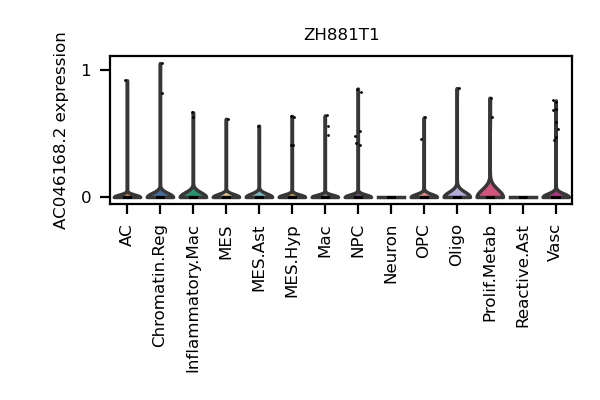 ZH881T1
AC046168.2 expression
1
0
AC
Chromatin.Reg
Inflammatory.Mac
MES
MES.Ast
MES.Hyp
Mac
NPC
Neuron
OPC
Oligo
Prolif.Metab
Reactive.Ast
Vasc